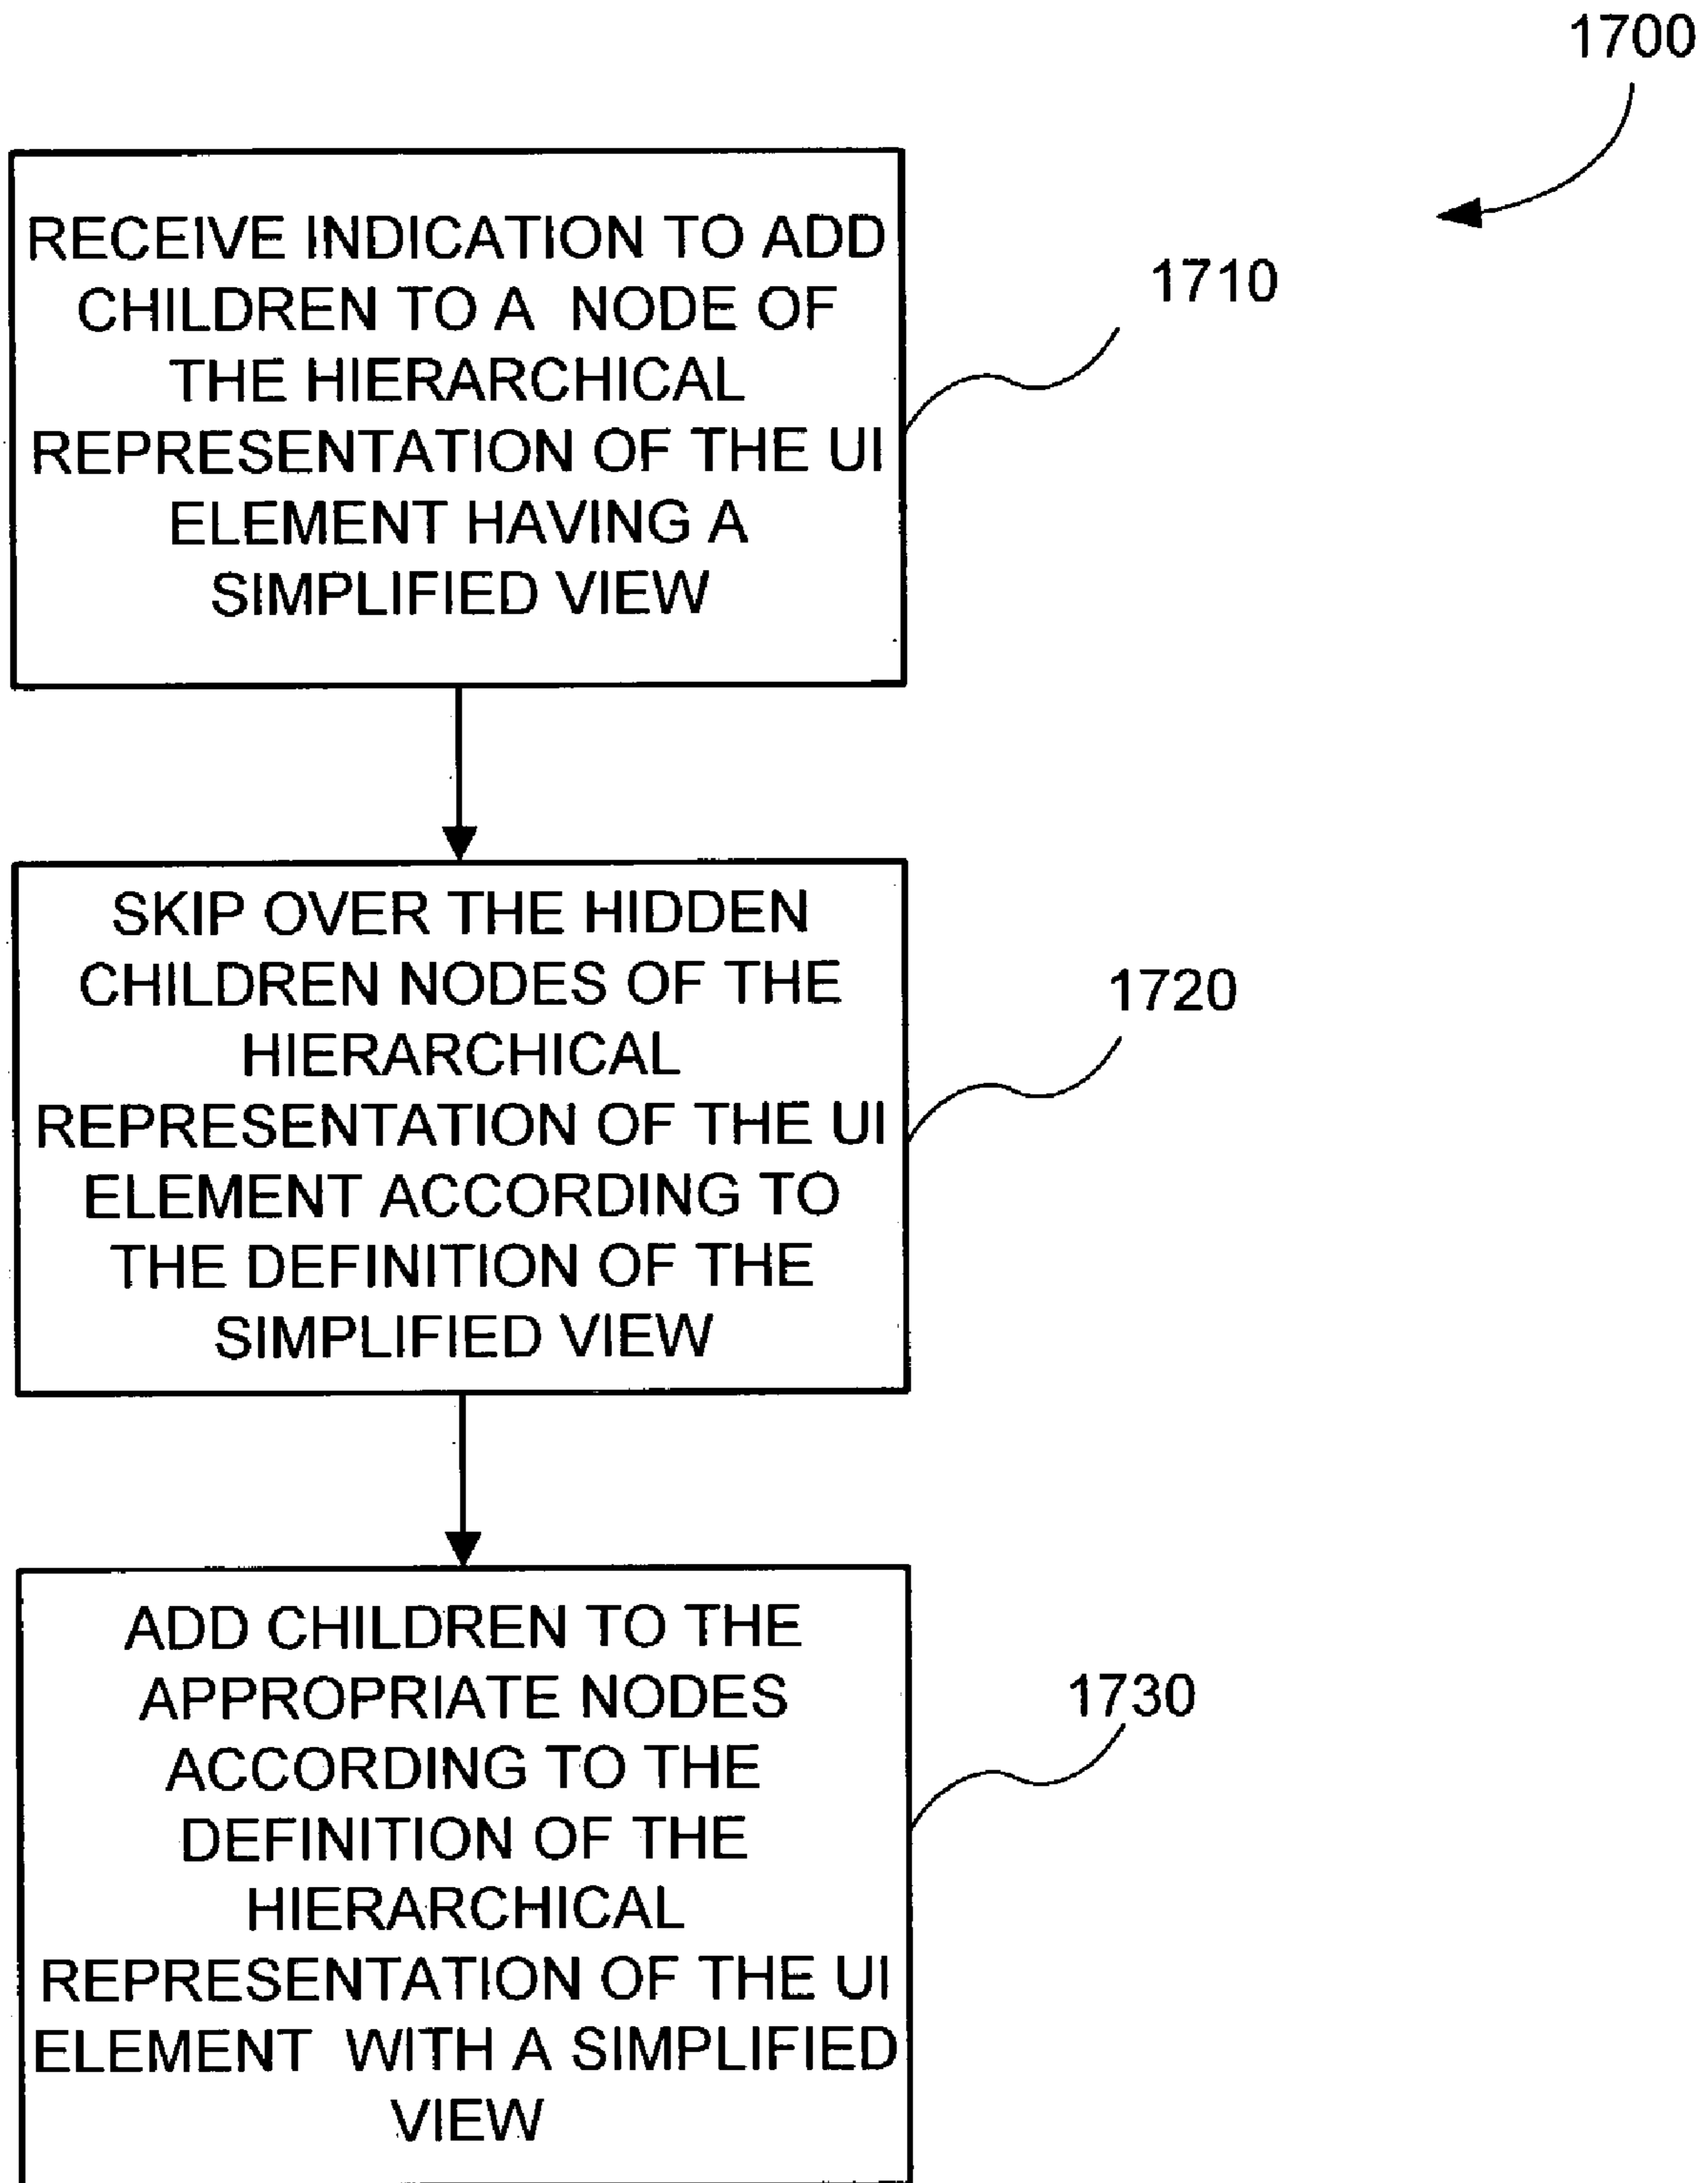 1700
RECEIVE INDICATION TO ADD
CHILDREN TO A NODE OF
THE HIERARCHICAL
REPRESENTATION OF THE UI
ELEMENT HAVING A
SIMPLIFIED VIEW
1710
SKIP OVER THE HIDDEN
CHILDREN NODES OF THE
HIERARCHICAL
REPRESENTATION OF THE UI
ELEMENT ACCORDING TO
THE DEFINITION OF THE
SIMPLIFIED VIEW
1720
ADD CHILDREN TO THE
APPROPRIATE NODES
ACCORDING TO THE
DEFINITION OF THE
HIERARCHICAL
REPRESENTATION OF THE UI
ELEMENT WITH A SIMPLIFIED
VIEW
1730